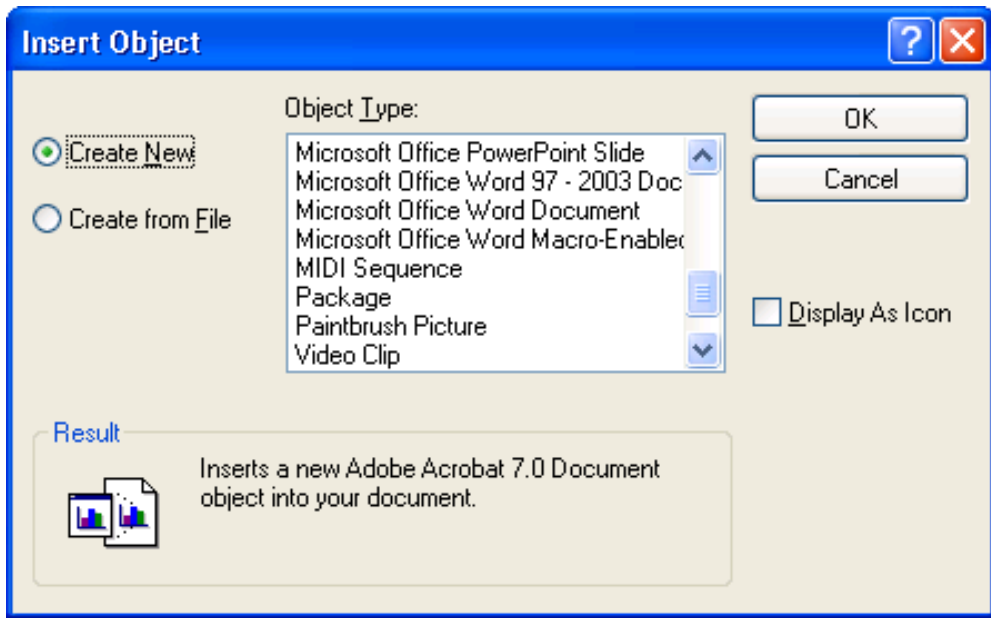 Insert Object
Object Type:
Create New
Create from File
Microsoft Office PowerPoint Slide
Microsoft Office Word 97 - 2003 Doc
Microsoft Office Word Document
Microsoft Office Word Macro-Enabled
MIDI Sequence
Package
Paintbrush Picture
Video Clip
OK
Cancel
Display As Icon
Result
Inserts a new Adobe Acrobat 7.0 Document
object into your document.